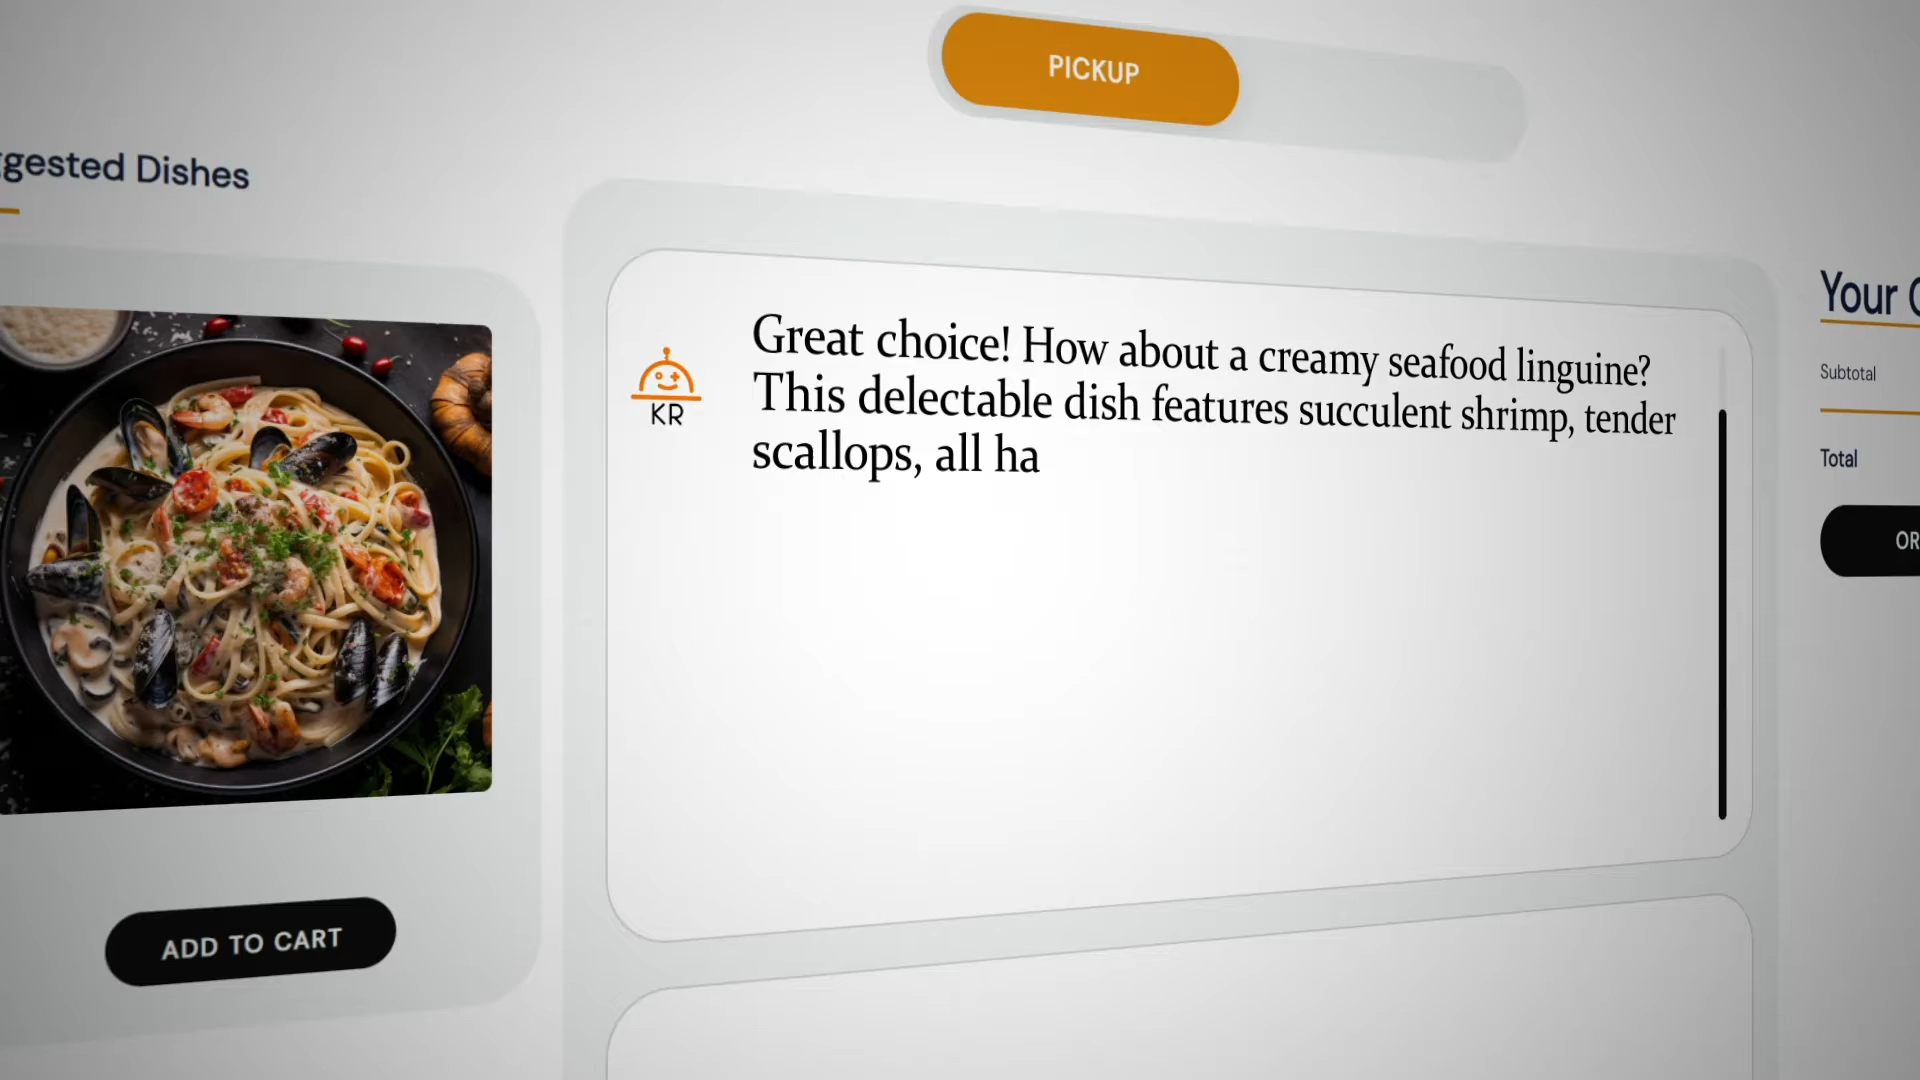 PICKUP
ggested Dishes
ADD TO CART
KR
Great choice! How about a creamy seafood linguine?
This delectable dish features succulent shrimp, tender
scallops, all ha
Your
Subtotal
Total
OR